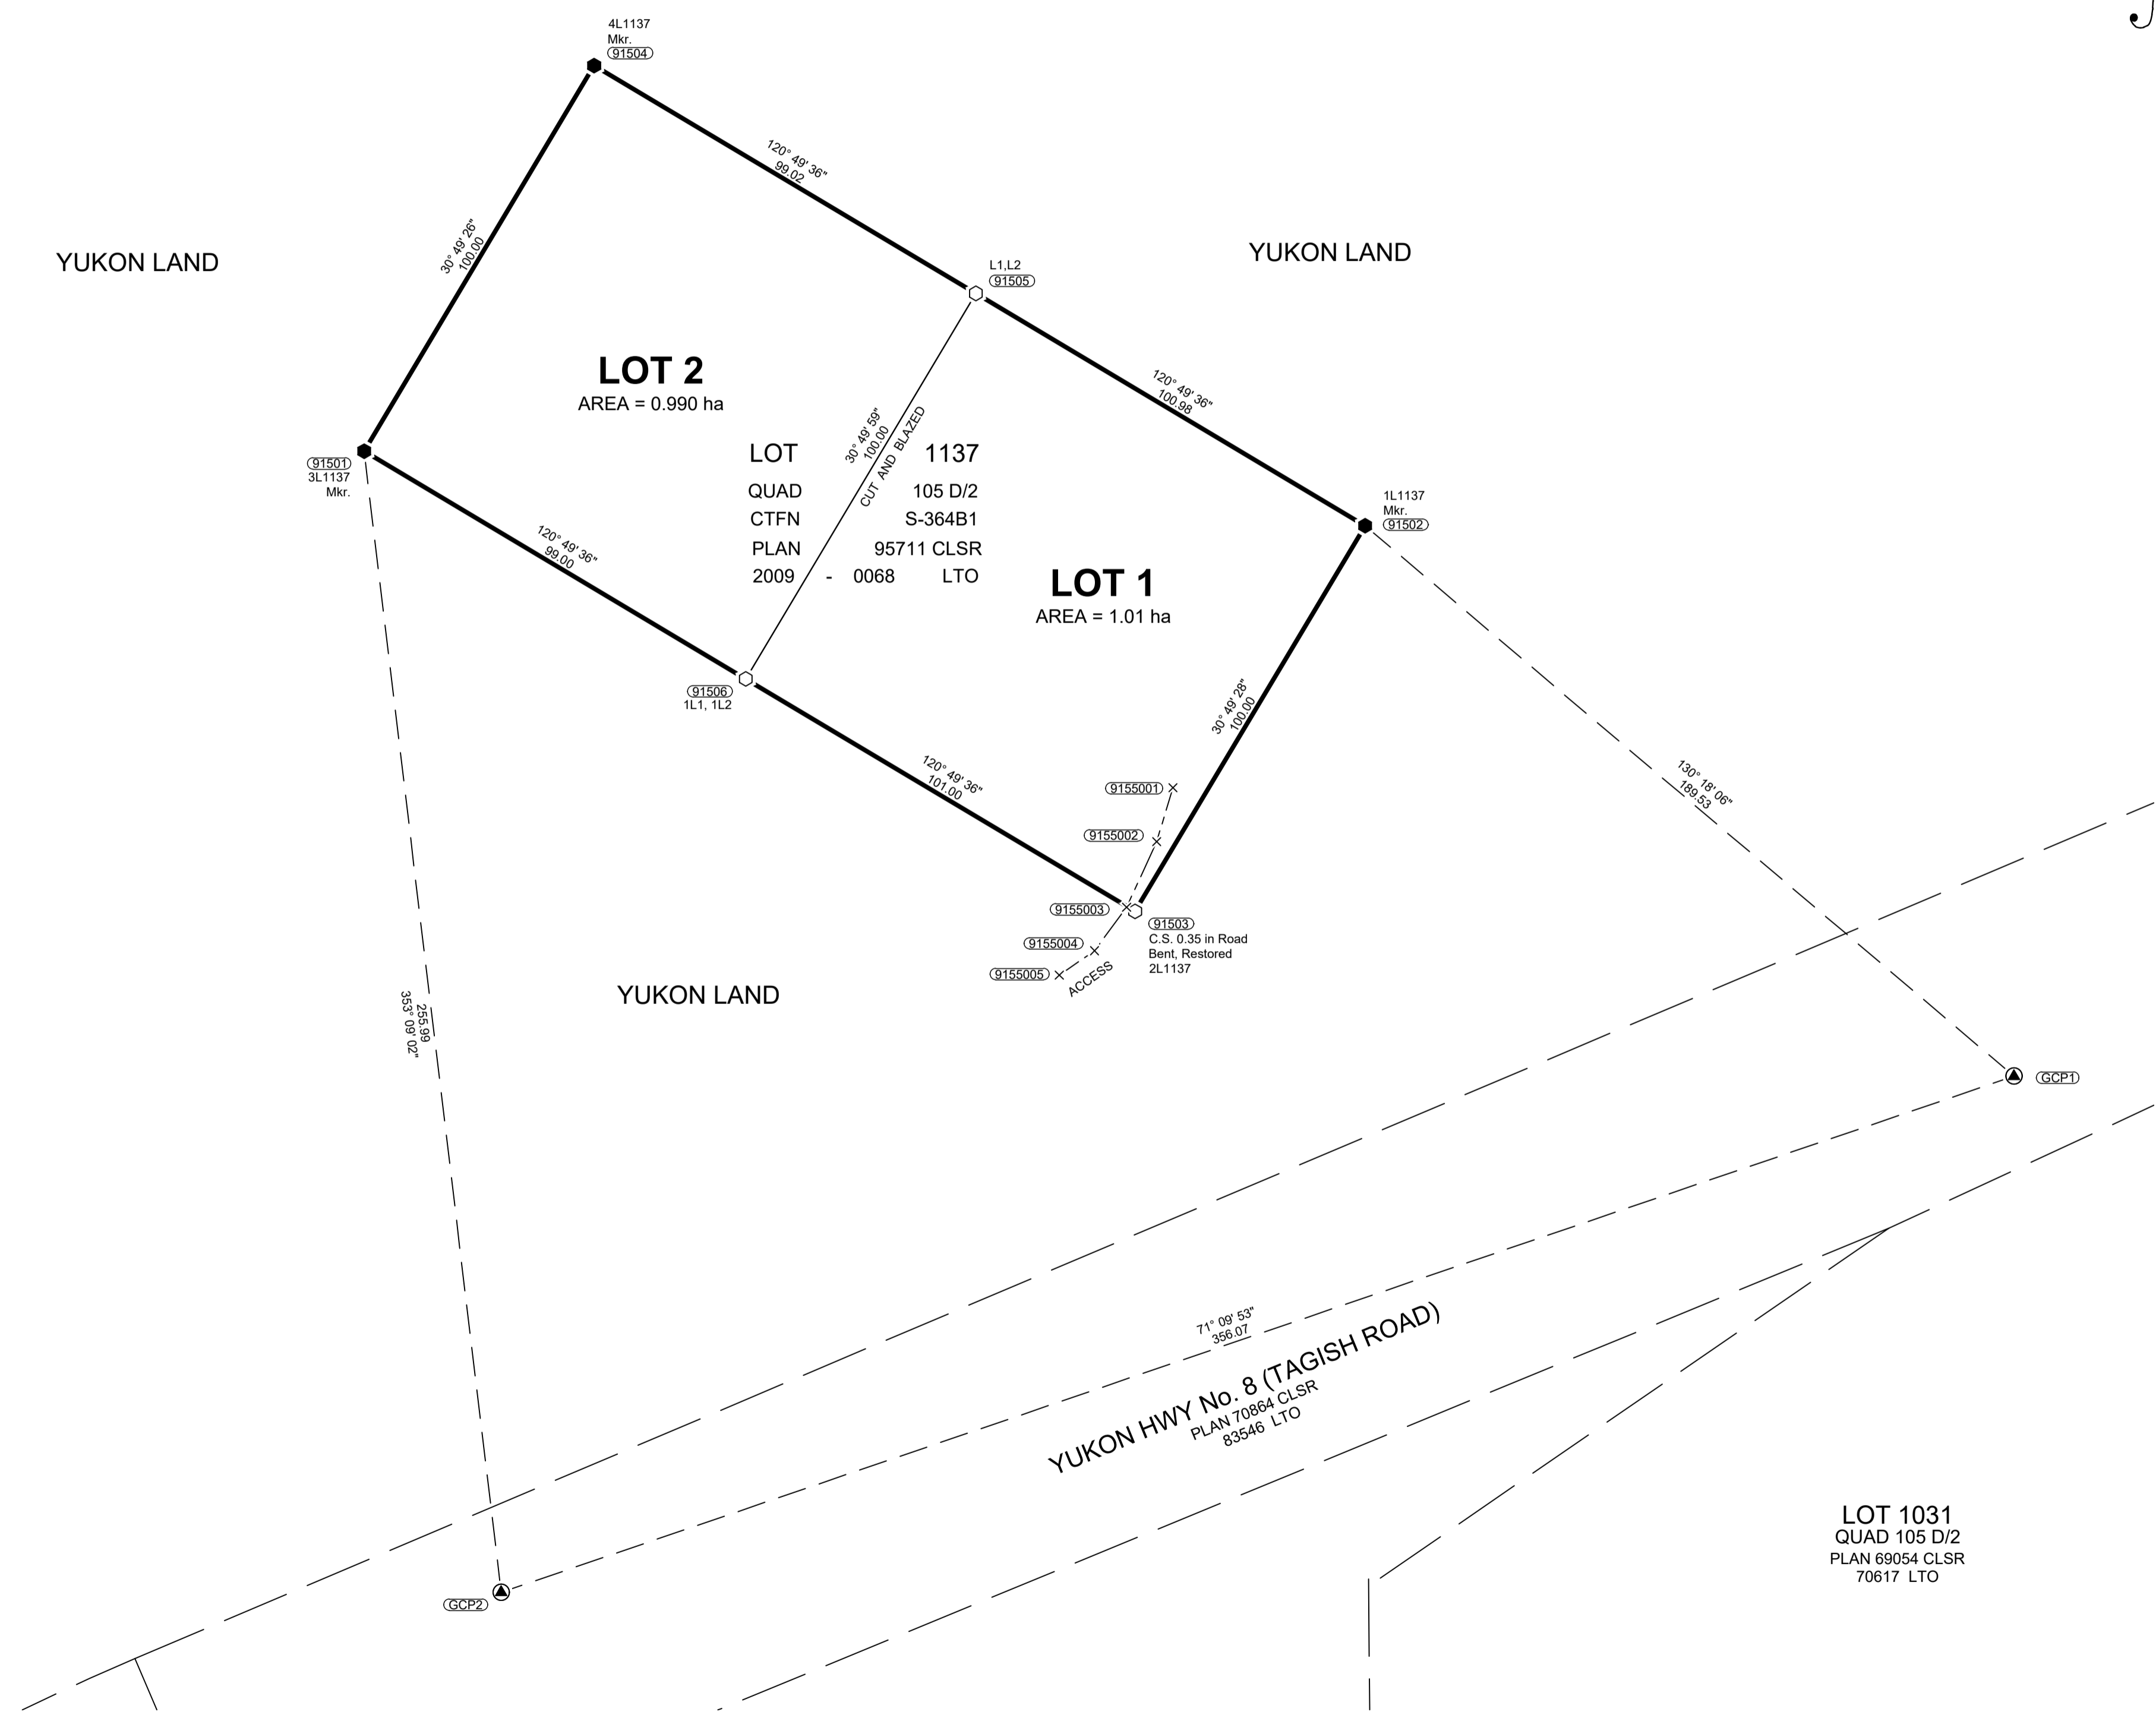 4L1137
Mkr.
91504
120° 49' 36"
99.02
30° 49' 26"
100.00
YUKON LAND
YUKON LAND
L1,L2
91505
LOT 2
AREA = 0.990 ha
120° 49' 36"
100.98
30° 49' 59"
100.00
CUT AND BLAZED
LOT 1137
QUAD 105 D/2
CTFN S-364B1
PLAN 95711 CLSR
2009 - 0068 LTO
91501
3L1137
Mkr.
1L1137
Mkr.
91502
120° 49' 36"
99.00
LOT 1
AREA = 1.01 ha
91506
1L1, 1L2
30° 49' 28"
100.00
120° 49' 36"
101.00
130° 18' 06"
189.53
9155001
9155002
9155003
9155004
9155005
ACCESS
91503
C.S. 0.35 in Road
Bent, Restored
2L1137
YUKON LAND
255.99
353° 09' 02"
GCP1
71° 09' 53"
356.07
YUKON HWY No. 8 (TAGISH ROAD)
PLAN 70864 CLSR
83546 LTO
LOT 1031
QUAD 105 D/2
PLAN 69054 CLSR
70617 LTO
GCP2